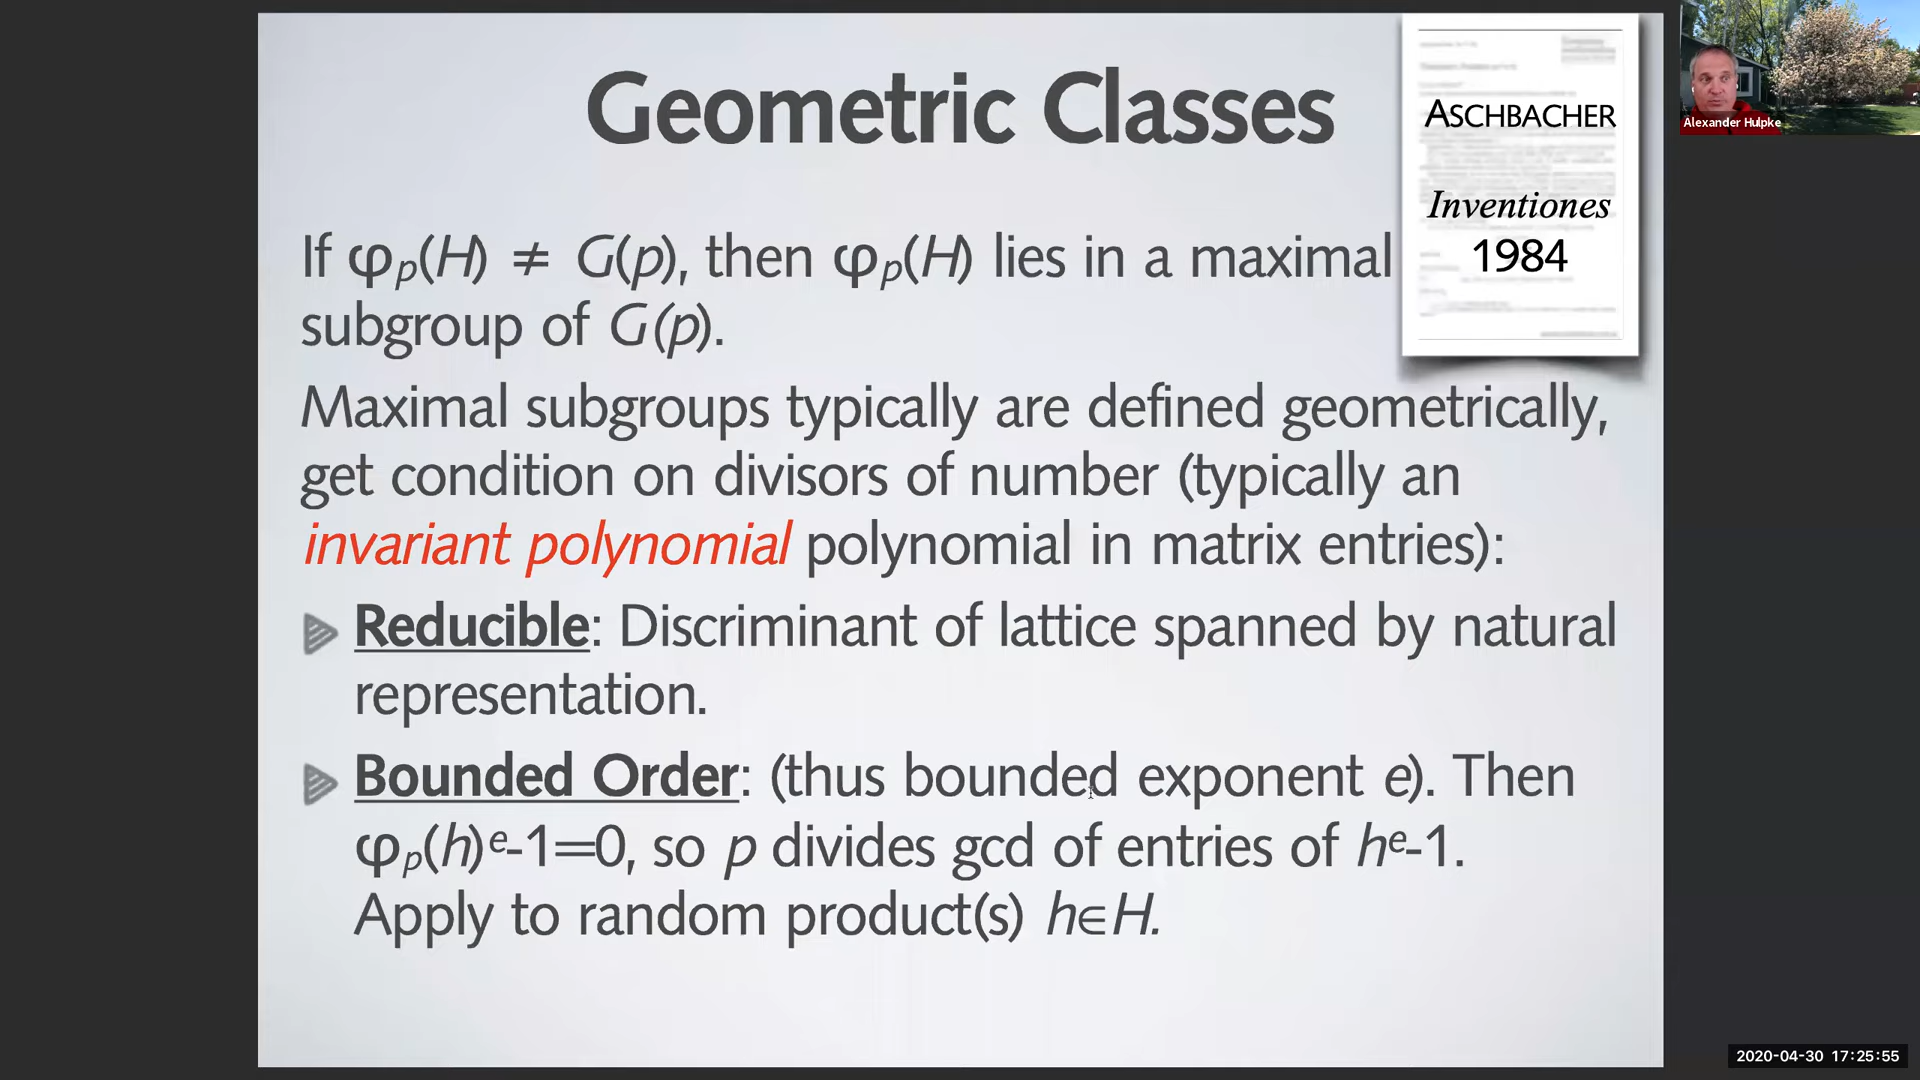 Geometric Classes
ASCHBACHER
Inventiones
1984
Alexander Hulpke
If φₚ(H) ≠ G(p), then φₚ(H) lies in a maximal
subgroup of G(p).
Maximal subgroups typically are defined geometrically,
get condition on divisors of number (typically an
invariant polynomial polynomial in matrix entries):
Reducible: Discriminant of lattice spanned by natural
representation.
Bounded Order: (thus bounded exponent e). Then
φₚ(h)ᵉ-1=0, so p divides gcd of entries of hᵉ-1.
Apply to random product(s) h∈H.
2020-04-30 17:25:55